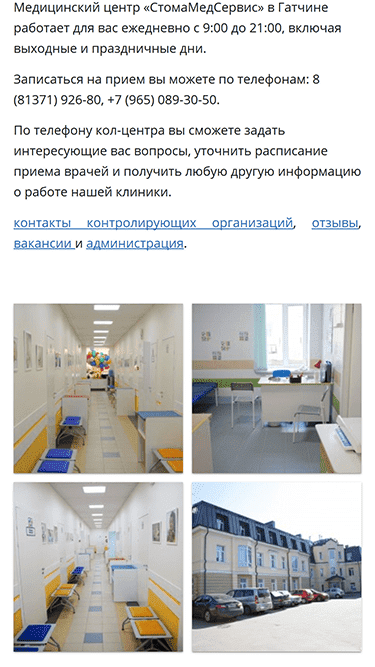 Медицинский центр «СтомаМедСервис» в Гатчине
работает для вас ежедневно с 9:00 до 21:00, включая
выходные и праздничные дни.
Записаться на прием вы можете по телефонам: 8
(81371) 926-80, +7 (965) 089-30-50.
По телефону кол-центра вы сможете задать
интересующие вас вопросы, уточнить расписание
приема врачей и получить любую другую информацию
о работе нашей клиники.
контакты контролирующих организаций, отзывы,
вакансии и администрация.